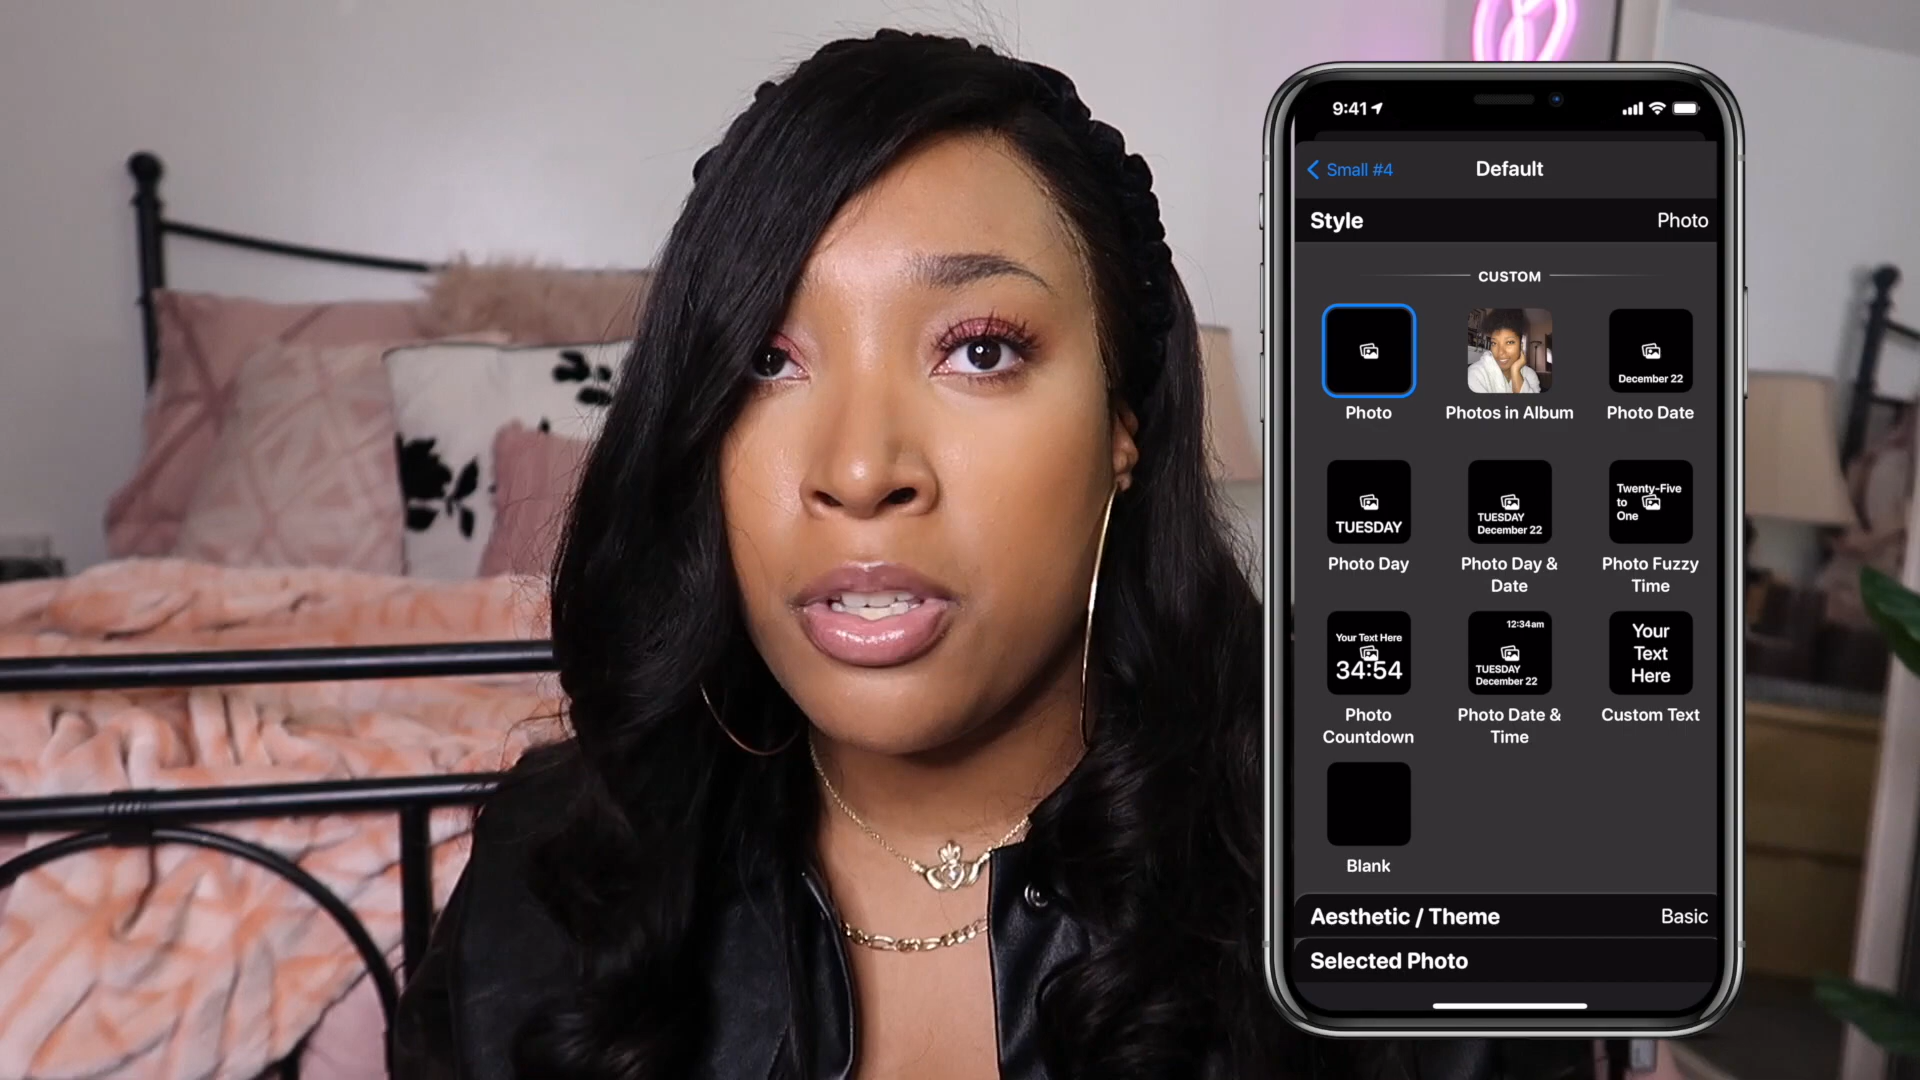 9:41
Small #4
Default
Style
Photo
CUSTOM
Photo
Photos in Album
December 22
Photo Date
TUESDAY
Photo Day
TUESDAY
December 22
Photo Day &
Date
Twenty-Five
to
One
Photo Fuzzy
Time
Your Text Here
34:54
Photo
Countdown
12:34am
TUESDAY
December 22
Photo Date &
Time
Your
Text
Here
Custom Text
Blank
Aesthetic / Theme
Basic
Selected Photo